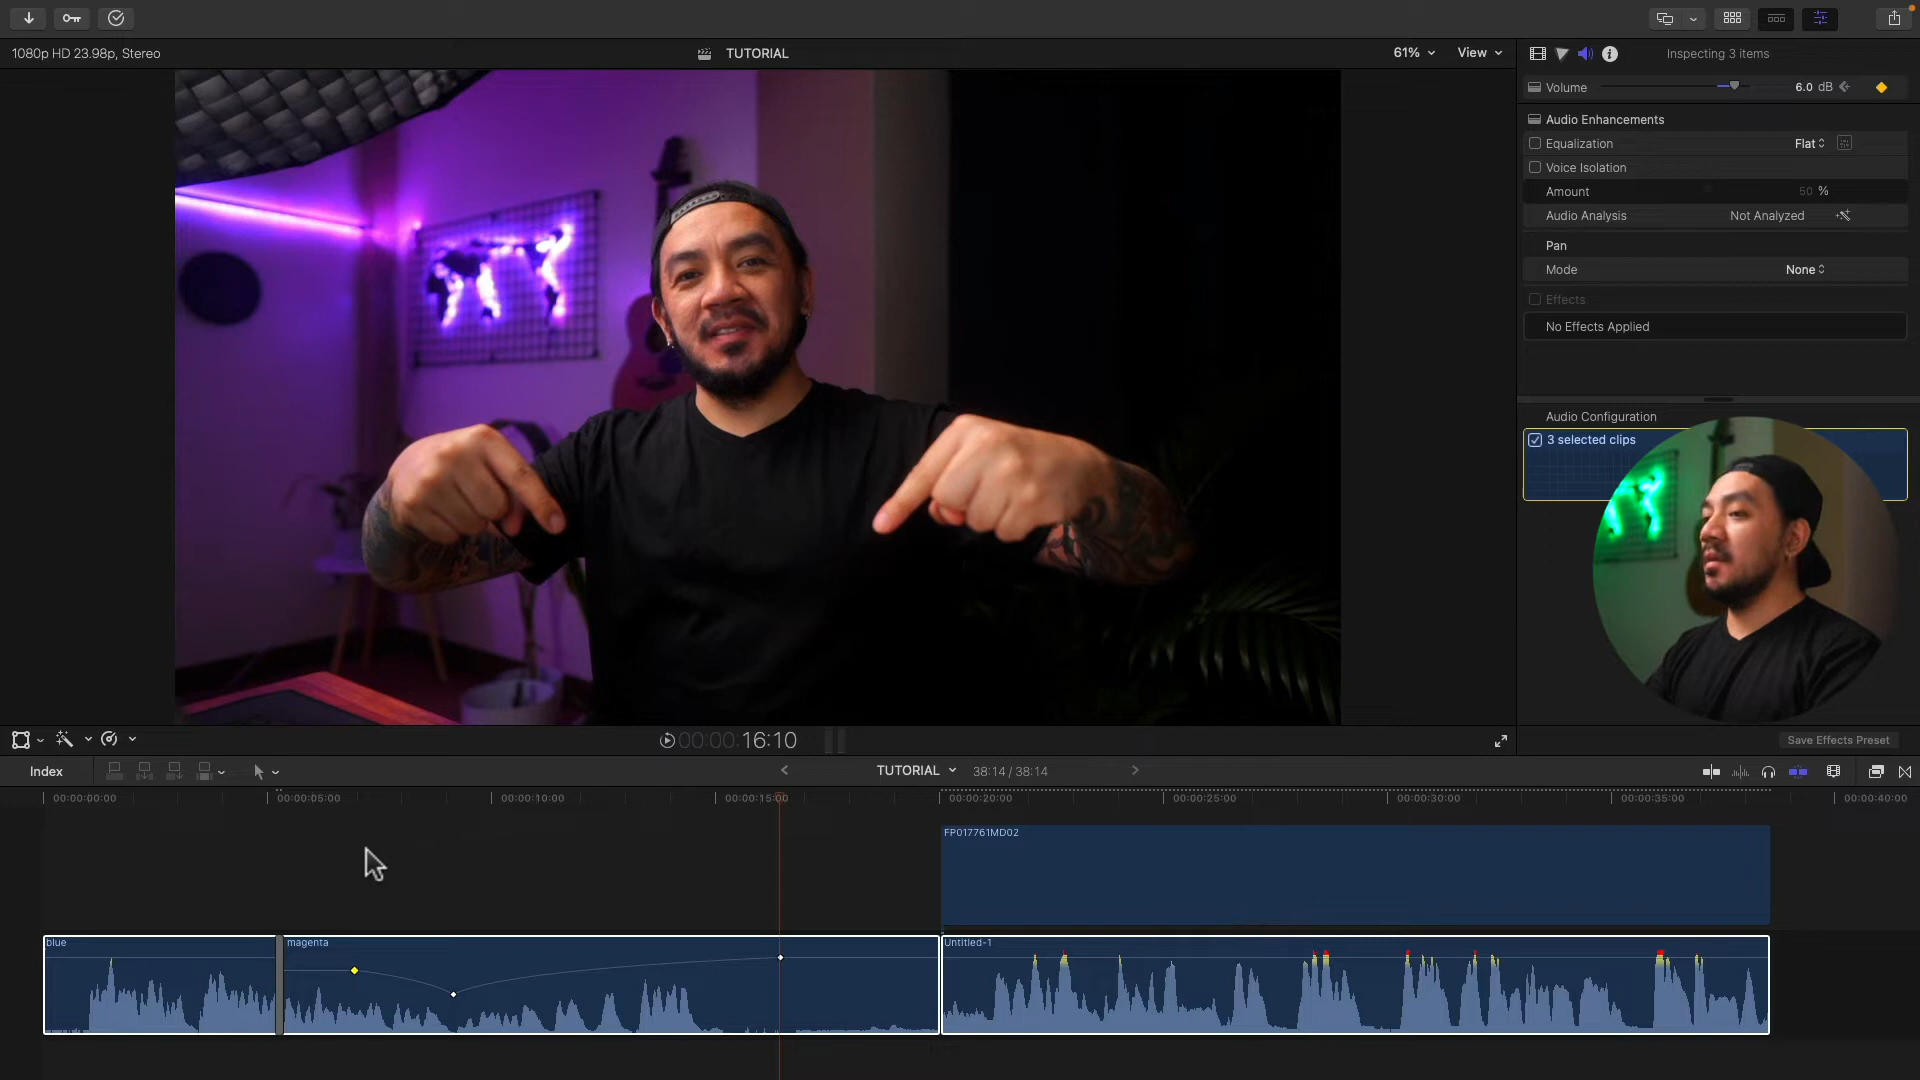 1080p HD 23.98p, Stereo
TUTORIAL
61%
View
Inspecting 3 items
Volume
6.0 dB
Audio Enhancements
Equalization
Flat
Voice Isolation
Amount
50 %
Audio Analysis
Not Analyzed
Pan
Mode
None
Effects
No Effects Applied
Audio Configuration
3 selected clips
00:00:00:16:10
Save Effects Preset
Index
TUTORIAL
38:14 / 38:14
00:00:00:00
00:00:05:00
00:00:10:00
00:00:15:00
00:00:20:00
00:00:25:00
00:00:30:00
00:00:35:00
00:00:40:00
FP017761MD02
blue
magenta
Untitled-1